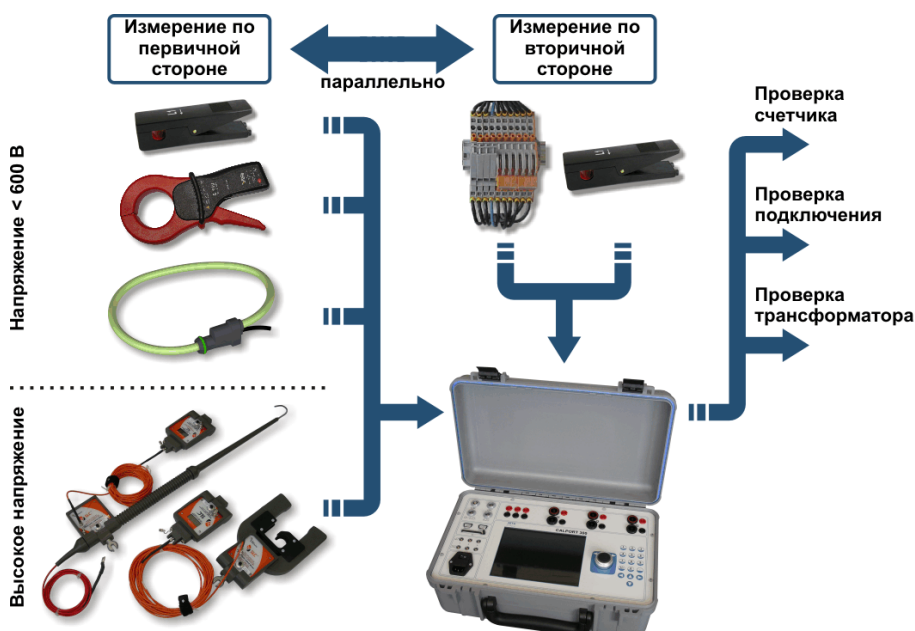 Измерение по
первичной
стороне
параллельно
Измерение по
вторичной
стороне
Напряжение < 600 В
Высокое напряжение
Проверка
счетчика
Проверка
подключения
Проверка
трансформатора